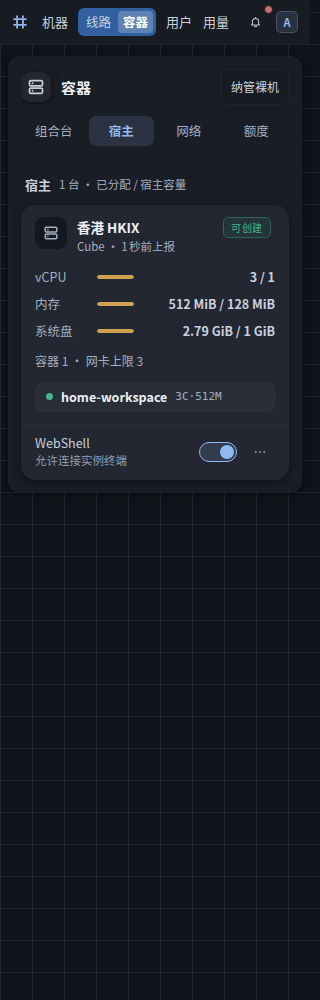 机器 线路 容器 用户 用量 A
容器 纳管裸机
组合台 宿主 网络 额度
宿主 1 台 · 已分配 / 宿主容量
香港 HKIX 可创建
Cube · 1 秒前上报
vCPU 3 / 1
内存 512 MiB / 128 MiB
系统盘 2.79 GiB / 1 GiB
容器 1 · 网卡上限 3
home-workspace 3C·512M
WebShell
允许连接实例终端 ···